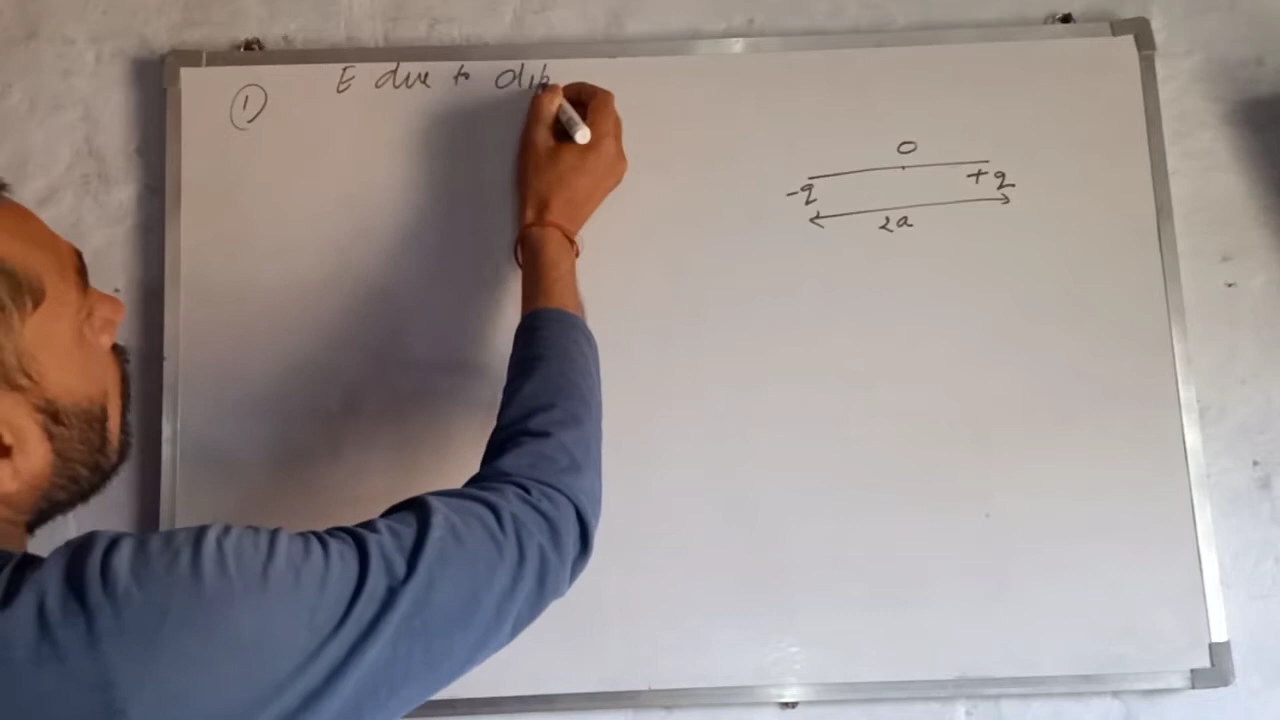 ① E due to dip
O
-q +q
2a